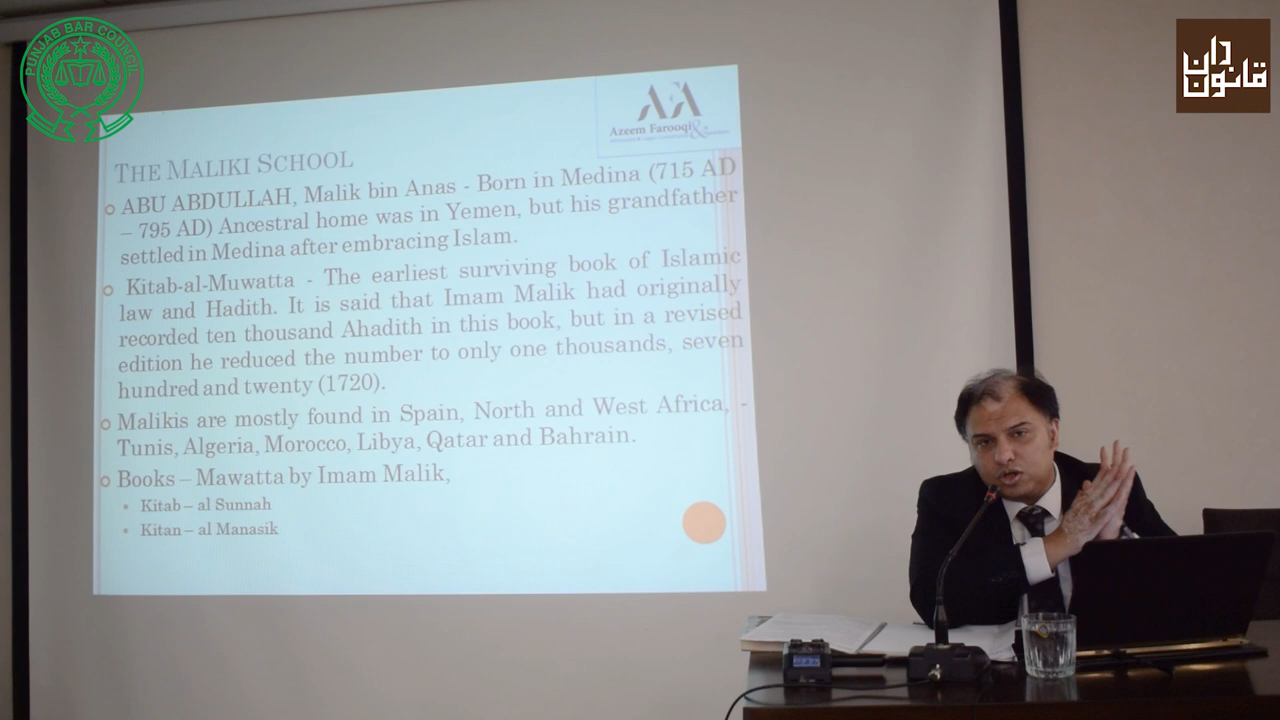 PUNJAB BAR COUNCIL
قانون دان
AFA
Azeem Farooqi
&
THE MALIKI SCHOOL
ABU ABDULLAH, Malik bin Anas - Born in Medina (715 AD
– 795 AD) Ancestral home was in Yemen, but his grandfather
settled in Medina after embracing Islam.
Kitab-al-Muwatta - The earliest surviving book of Islamic
law and Hadith. It is said that Imam Malik had originally
recorded ten thousand Ahadith in this book, but in a revised
edition he reduced the number to only one thousands, seven
hundred and twenty (1720).
Malikis are mostly found in Spain, North and West Africa, -
Tunis, Algeria, Morocco, Libya, Qatar and Bahrain.
Books – Mawatta by Imam Malik,
Kitab – al Sunnah
Kitan – al Manasik